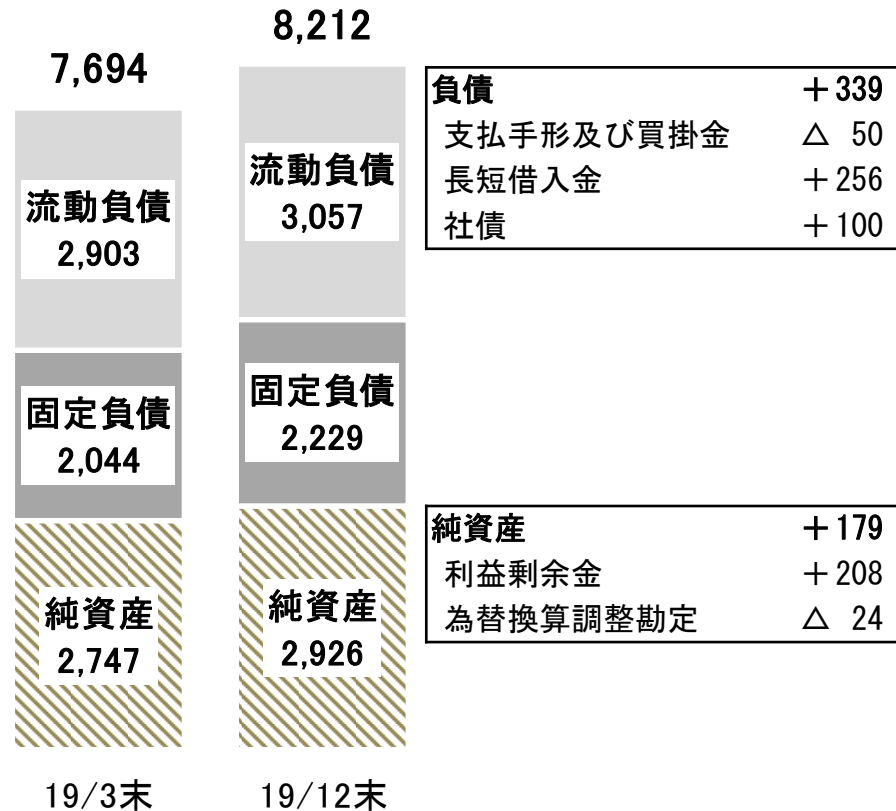 7,694
流動負債
2,903
固定負債
2,044
純資産
2,747
19/3末
8,212
流動負債
3,057
固定負債
2,229
純資産
2,926
19/12末
負債 +339
支払手形及び買掛金 △ 50
長短借入金 +256
社債 +100
純資産 +179
利益剰余金 +208
為替換算調整勘定 △ 24